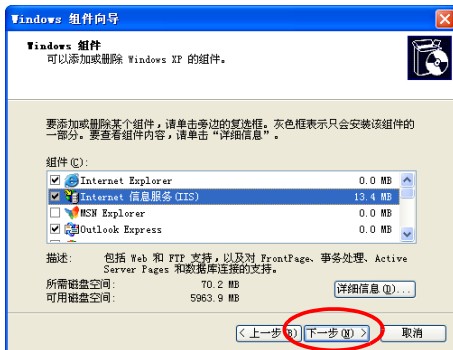 Windows 组件向导
Windows 组件
可以添加或删除 Windows XP 的组件。
要添加或删除某个组件，请单击旁边的复选框。灰色框表示只会安装该组件的
一部分。要查看组件内容，请单击“详细信息”。
组件(C):
Internet Explorer 0.0 MB
Internet 信息服务(IIS) 13.4 MB
MSN Explorer 0.0 MB
Outlook Express 0.0 MB
描述: 包括 Web 和 FTP 支持，以及对 FrontPage、事务处理、Active
Server Pages 和数据库连接的支持。
所需磁盘空间: 70.2 MB
可用磁盘空间: 5963.9 MB
详细信息(D)...
< 上一步(B) 下一步(N) > 取消